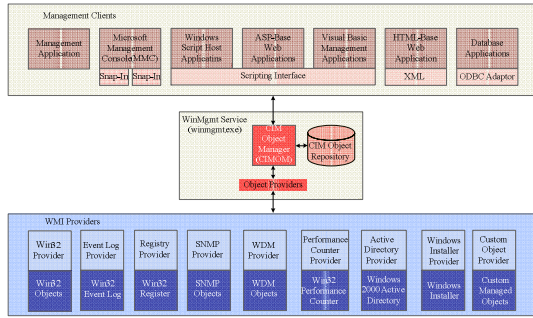 Management Clients
Management
Application
Microsoft
Management
Console(MMC)
Snap-In
Snap-In
Windows
Script Host
Applicatins
ASP-Base
Web
Applications
Visual Basic
Management
Applications
Scripting Interface
HTML-Base
Web
Application
XML
Database
Applications
ODBC Adaptor
WinMgmt Service
(winmgmt.exe)
CIM
Object
Manager
(CIMOM)
CIM Object
Repository
Object Providers
WMI Providers
Win32
Provider
Win32
Objects
Event Log
Provider
Win32
Event Log
Registry
Provider
Win32
Register
SNMP
Provider
SNMP
Objects
WDM
Provider
WDM
Objects
Performance
Counter
Provider
Win32
Performance
Counter
Active
Directory
Provider
Windows
2000 Active
Directory
Windows
Installer
Provider
Windows
Installer
Custom
Object
Provider
Custom
Managed
Objects